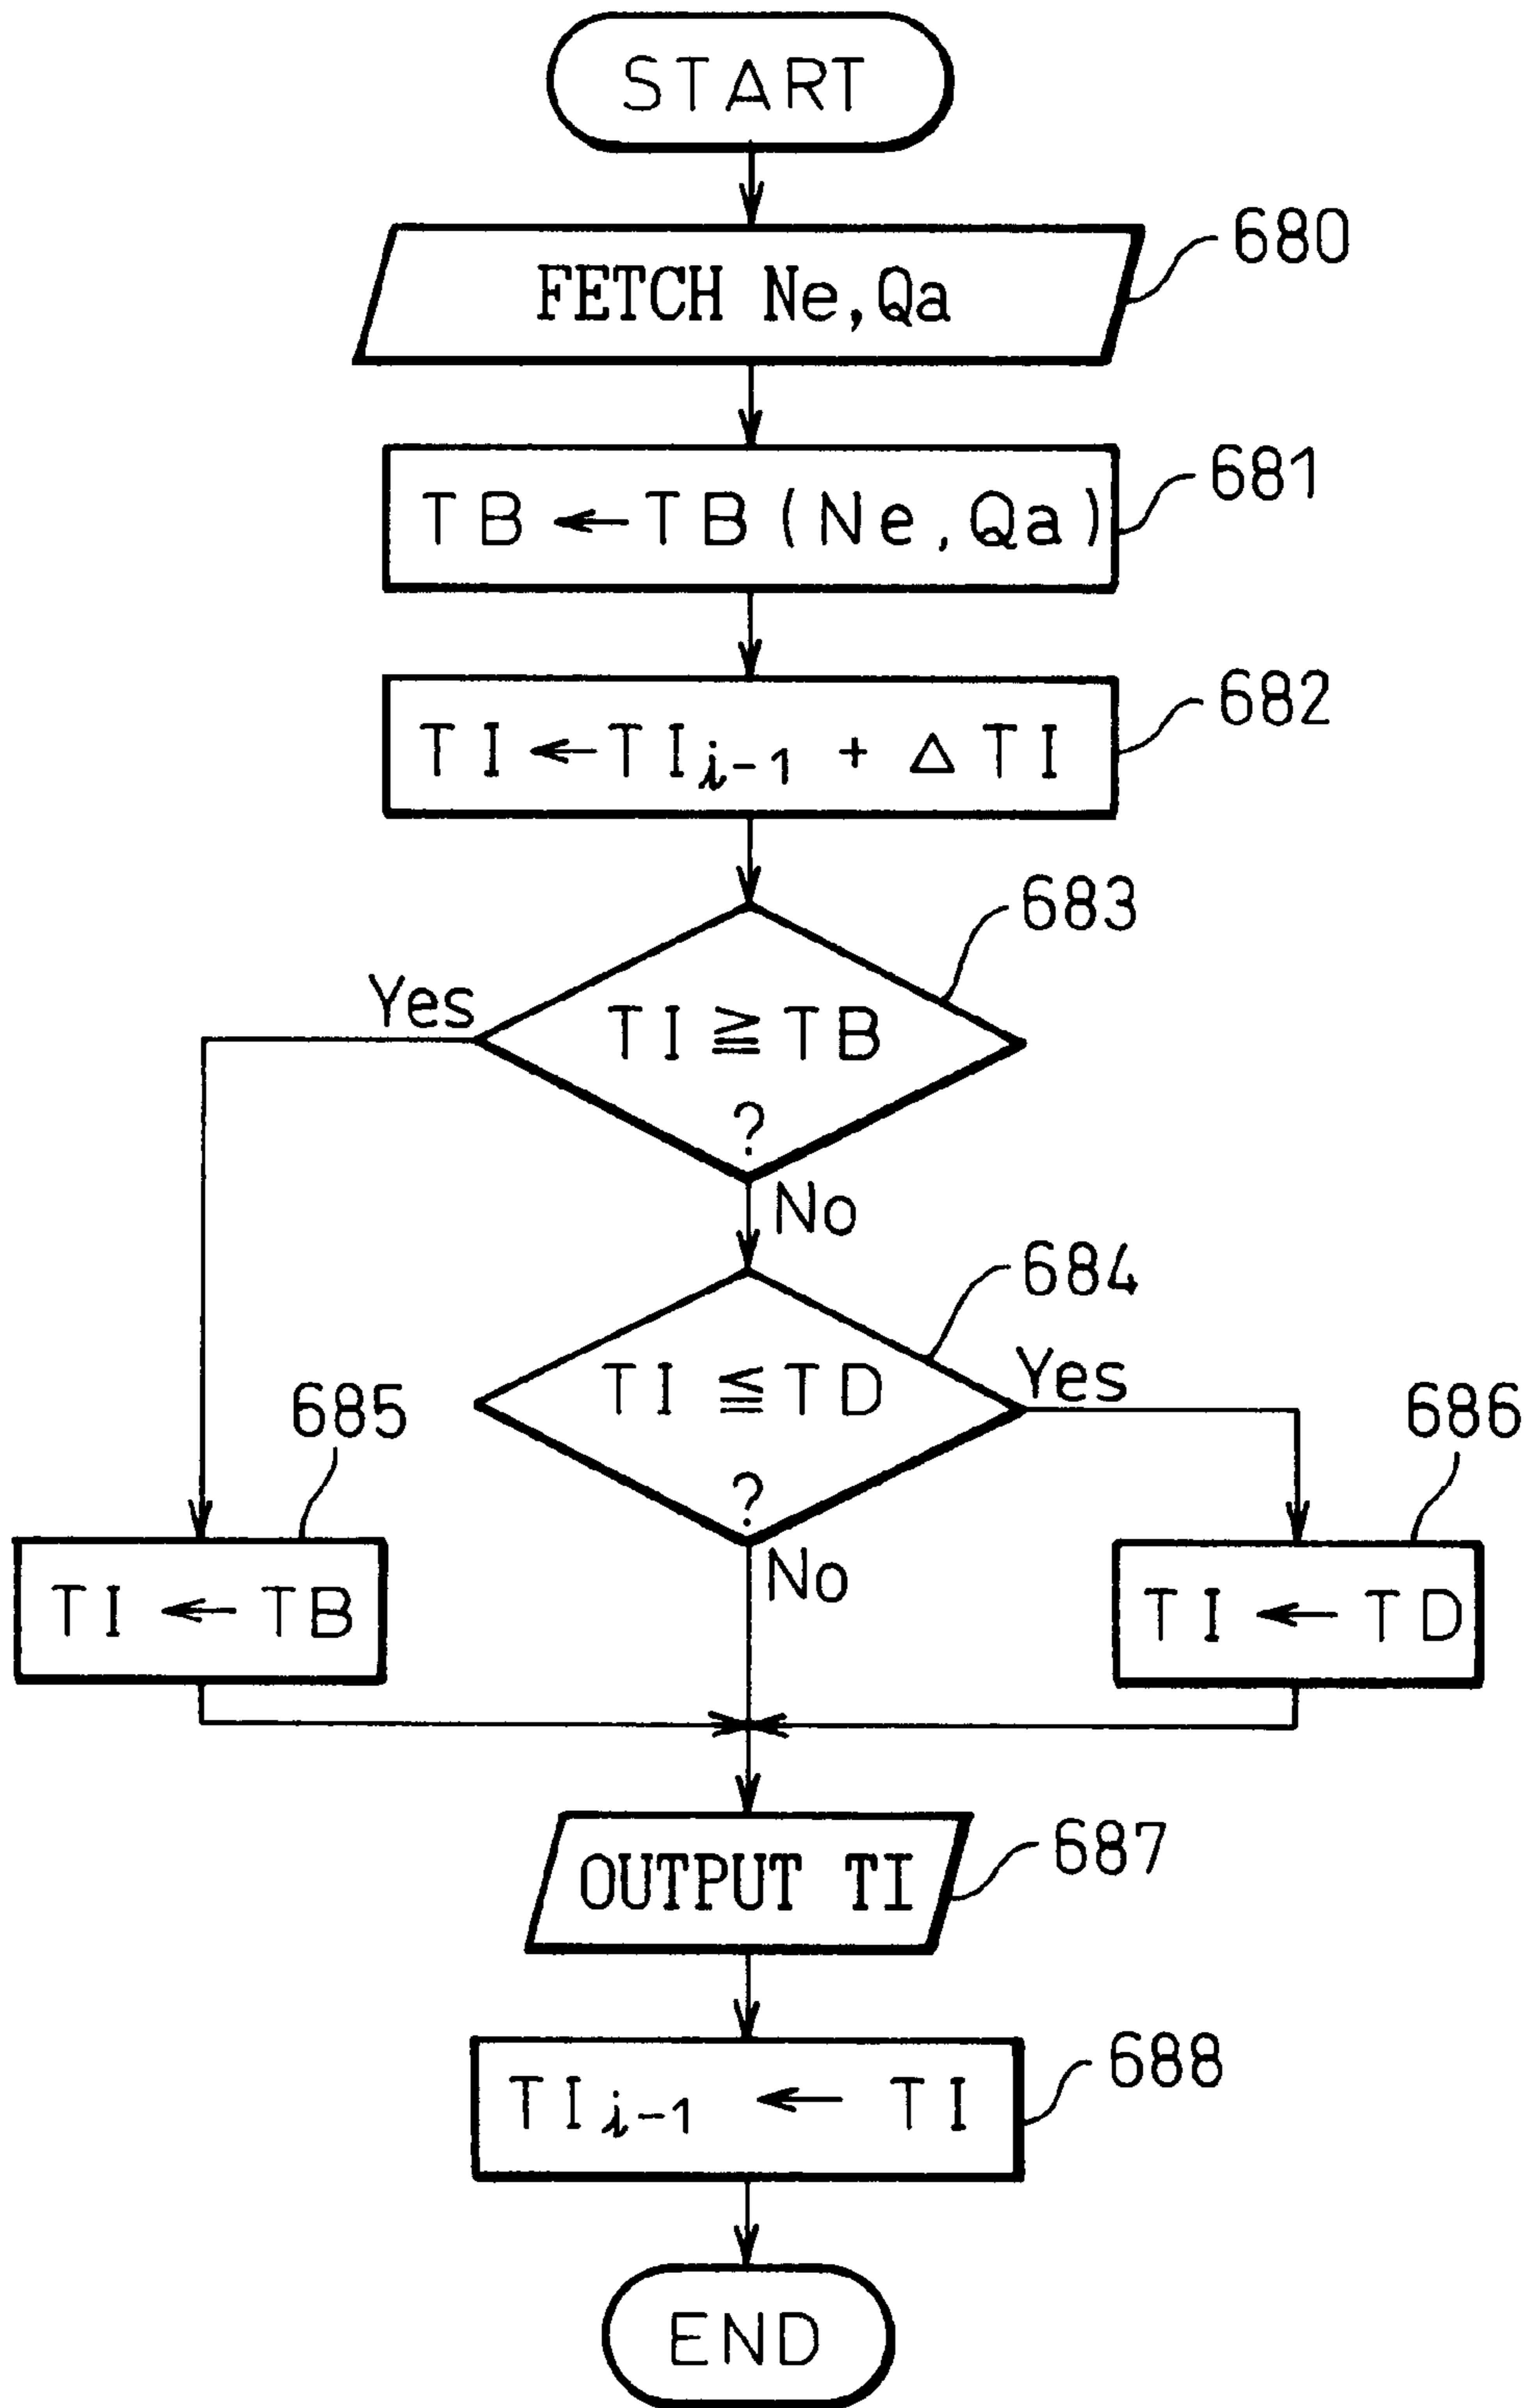 START
FETCH Ne,Qa
680
TB ← TB (Ne,Qa)
681
TI ← TIi-1 + △ TI
682
683
Yes
TI ≧ TB
?
No
684
TI ≦ TD
Yes
?
No
685
686
TI ← TB
TI ← TD
OUTPUT TI
687
TIi-1 ← TI
688
END